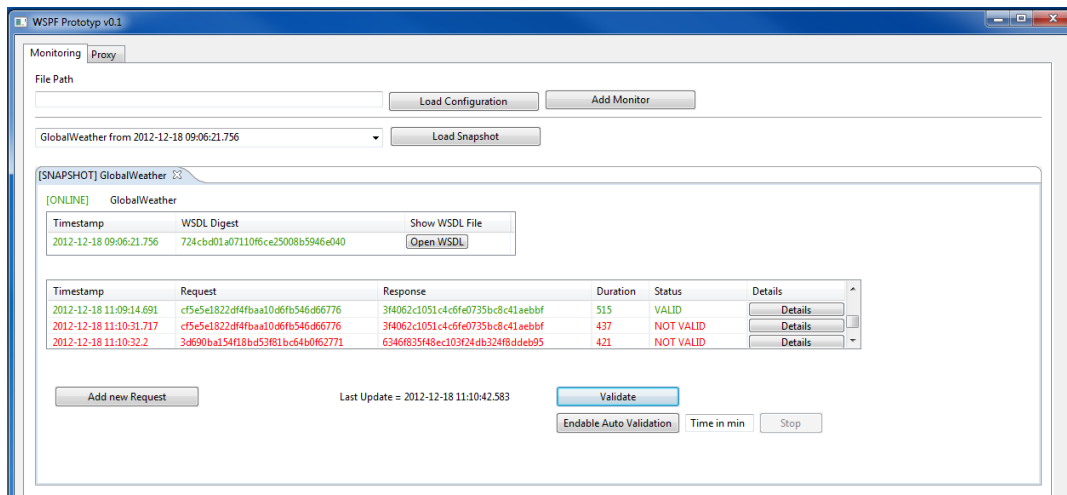 WSPF Prototyp v0.1
Monitoring Proxy
File Path
Load Configuration Add Monitor
GlobalWeather from 2012-12-18 09:06:21.756 Load Snapshot
[SNAPSHOT] GlobalWeather
[ONLINE] GlobalWeather
Timestamp WSDL Digest Show WSDL File
2012-12-18 09:06:21.756 724cbd01a07110f6ce25008b5946e040 Open WSDL
Timestamp Request Response Duration Status Details
2012-12-18 11:09:14.691 cf5e5e1822df4fbaa10d6fb546d66776 3f4062c1051c4c6fe0735bc8c41aebbf 515 VALID Details
2012-12-18 11:10:31.717 cf5e5e1822df4fbaa10d6fb546d66776 3f4062c1051c4c6fe0735bc8c41aebbf 437 NOT VALID Details
2012-12-18 11:10:32.2 3d690ba154f18bd53f81bc64b0f62771 6346f835f48ec103f24db324f8ddeb95 421 NOT VALID Details
Add new Request Last Update = 2012-12-18 11:10:42.583 Validate
Endable Auto Validation Time in min Stop